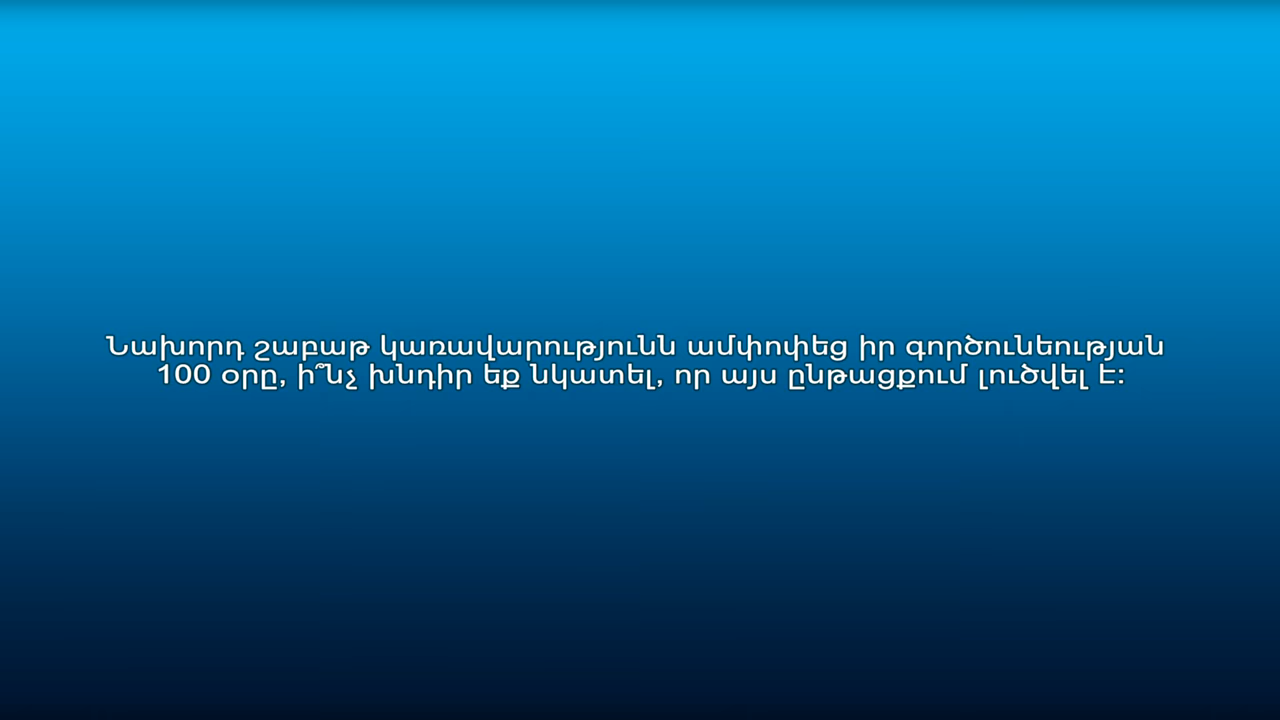 Նախորդ շաբաթ կառավարությունն ամփոփեց իր գործունեության
100 օրը, ի՞նչ խնդիր եք նկատել, որ այս ընթացքում լուծվել է: